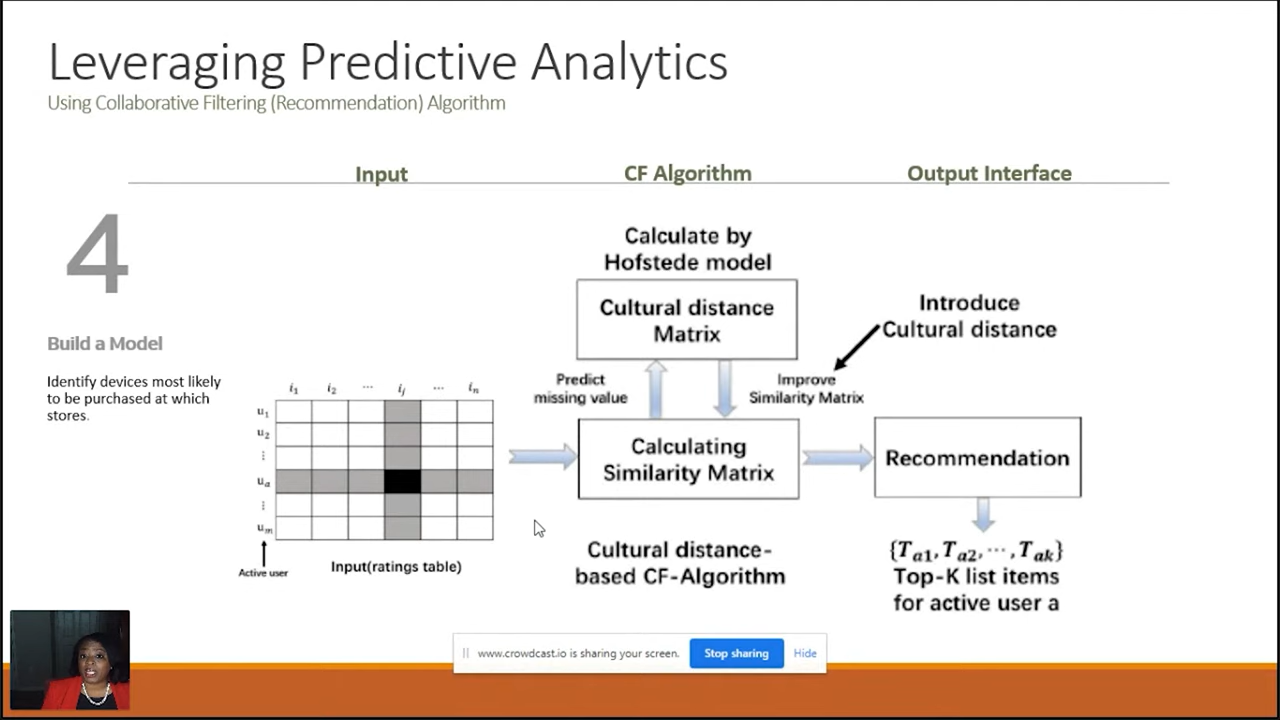 Leveraging Predictive Analytics
Using Collaborative Filtering (Recommendation) Algorithm
Input
CF Algorithm
Output Interface
4
Build a Model
Identify devices most likely
to be purchased at which
stores.
i₁ i₂ ⋯ iⱼ ⋯ iₙ
u₁
u₂
⋮
uₐ
⋮
uₘ
Active user
Input(ratings table)
Calculate by
Hofstede model
Cultural distance
Matrix
Predict
missing value
Improve
Similarity Matrix
Introduce
Cultural distance
Calculating
Similarity Matrix
Cultural distance-
based CF-Algorithm
Recommendation
{Tₐ₁, Tₐ₂, ⋯, Tₐₖ}
Top-K list items
for active user a
www.crowdcast.io is sharing your screen.
Stop sharing
Hide